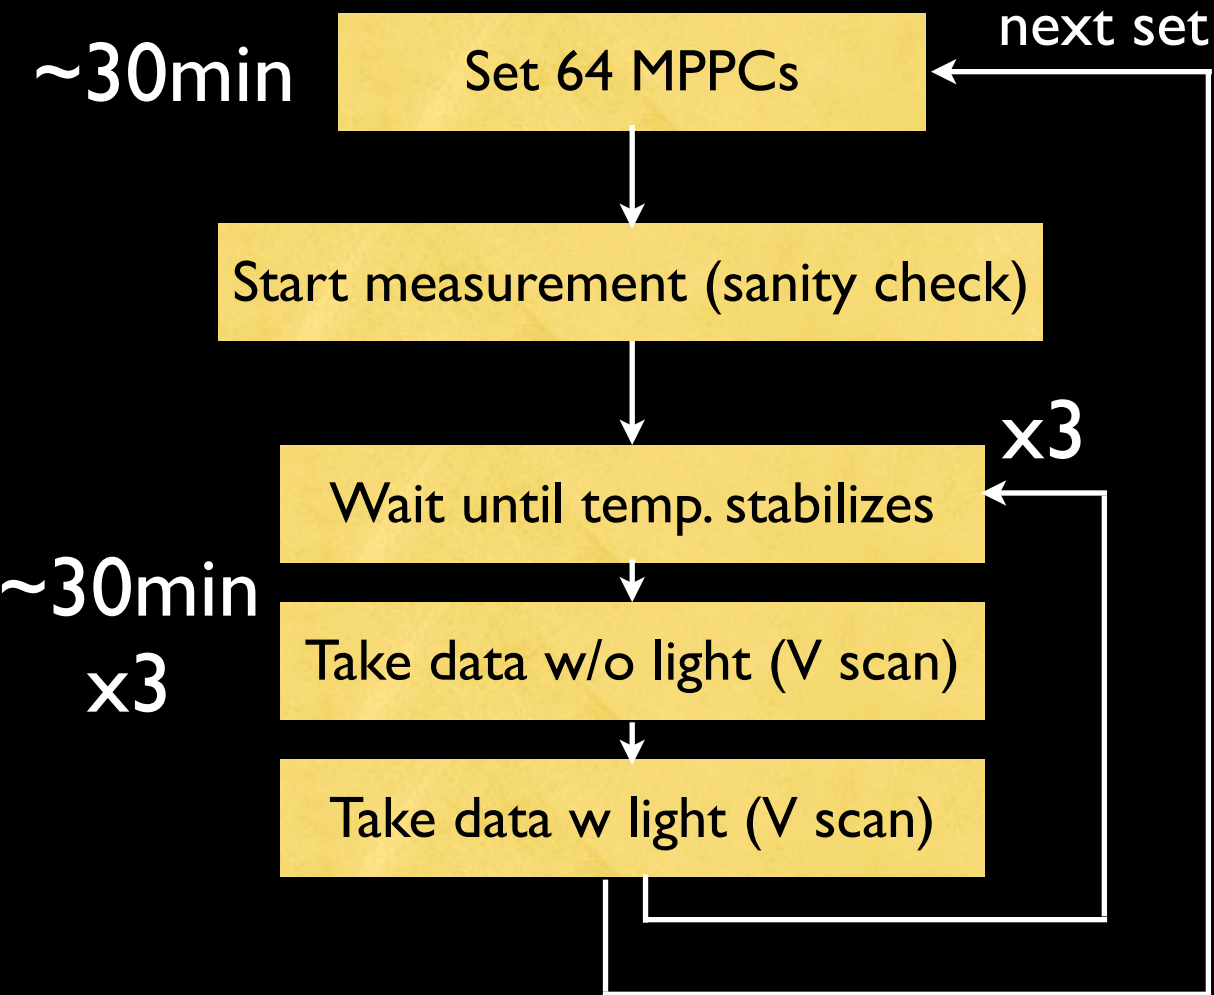 next set
~30min
Set 64 MPPCs
Start measurement (sanity check)
x3
Wait until temp. stabilizes
~30min
x3
Take data w/o light (V scan)
Take data w light (V scan)